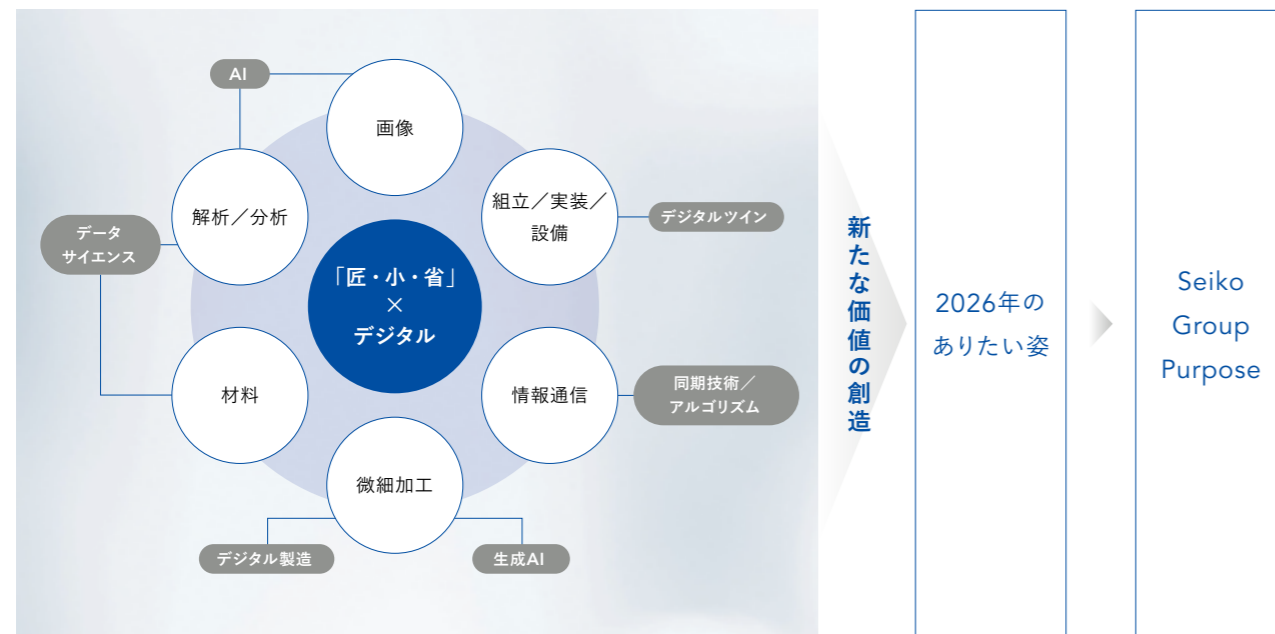 AI
画像
解析／分析
組立／実装／
設備
デジタルツイン
データ
サイエンス
「匠・小・省」
×
デジタル
材料
情報通信
同期技術／
アルゴリズム
微細加工
デジタル製造
生成AI
新たな価値の創造
2026年の
ありたい姿
Seiko
Group
Purpose